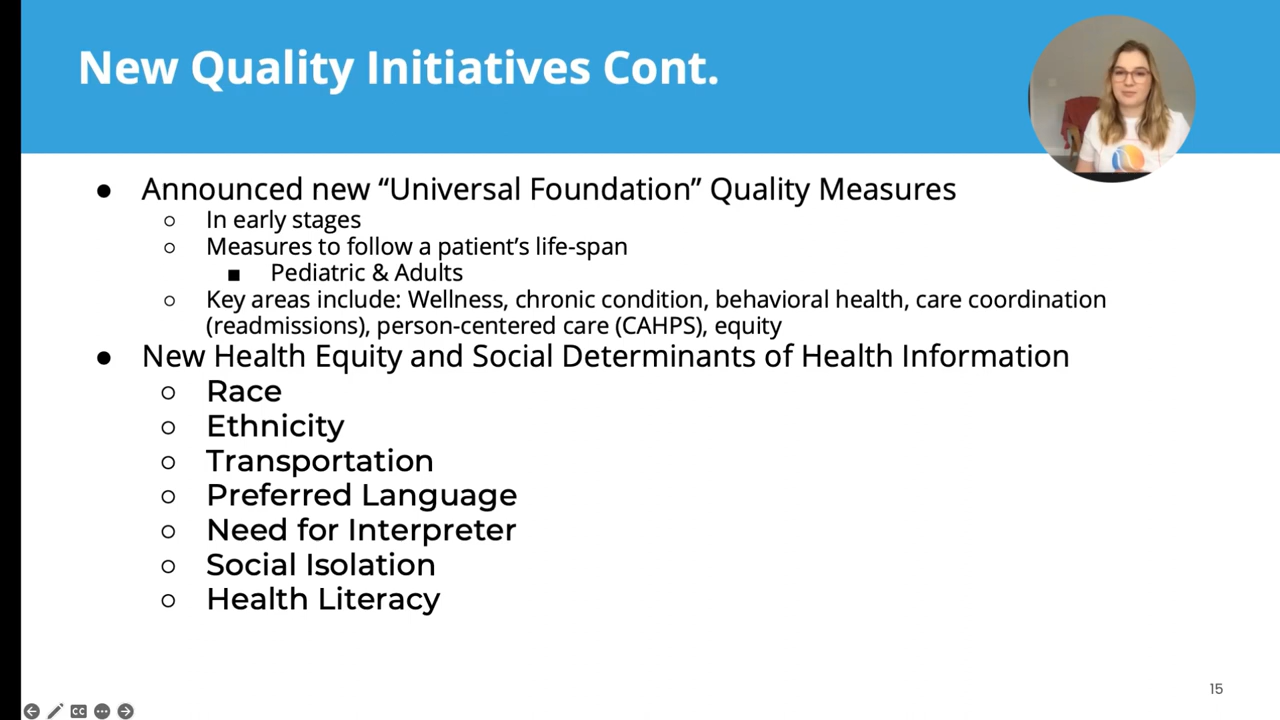 New Quality Initiatives Cont.
● Announced new “Universal Foundation” Quality Measures
○ In early stages
○ Measures to follow a patient’s life-span
■ Pediatric & Adults
○ Key areas include: Wellness, chronic condition, behavioral health, care coordination
(readmissions), person-centered care (CAHPS), equity
● New Health Equity and Social Determinants of Health Information
○ Race
○ Ethnicity
○ Transportation
○ Preferred Language
○ Need for Interpreter
○ Social Isolation
○ Health Literacy
15
CC